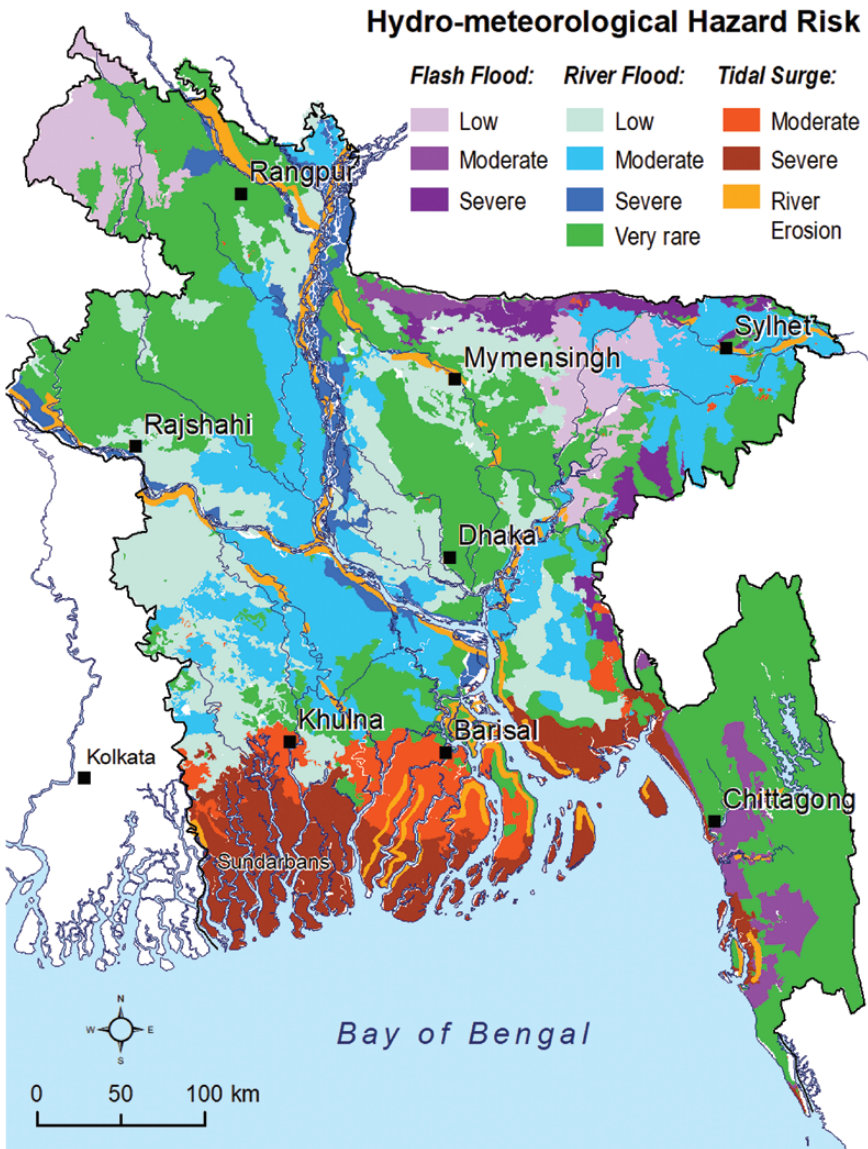 Hydro-meteorological Hazard Risk
Flash Flood:
Low
Moderate
Severe
River Flood:
Low
Moderate
Severe
Very rare
Tidal Surge:
Moderate
Severe
River
Erosion
Rangpur
Sylhet
Mymensingh
Rajshahi
Dhaka
Khulna
Barisal
Kolkata
Chittagong
Sundarbans
N
W E
S
Bay of Bengal
0 50 100 km